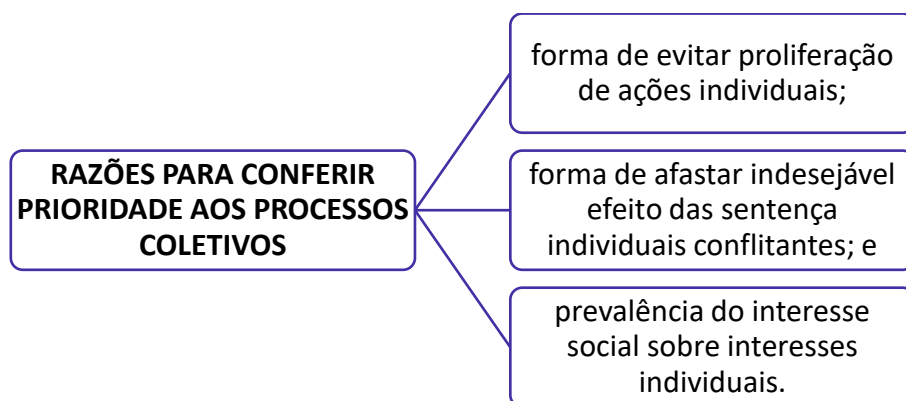 RAZÕES PARA CONFERIR
PRIORIDADE AOS PROCESSOS
COLETIVOS
forma de evitar proliferação
de ações individuais;
forma de afastar indesejável
efeito das sentença
individuais conflitantes; e
prevalência do interesse
social sobre interesses
individuais.